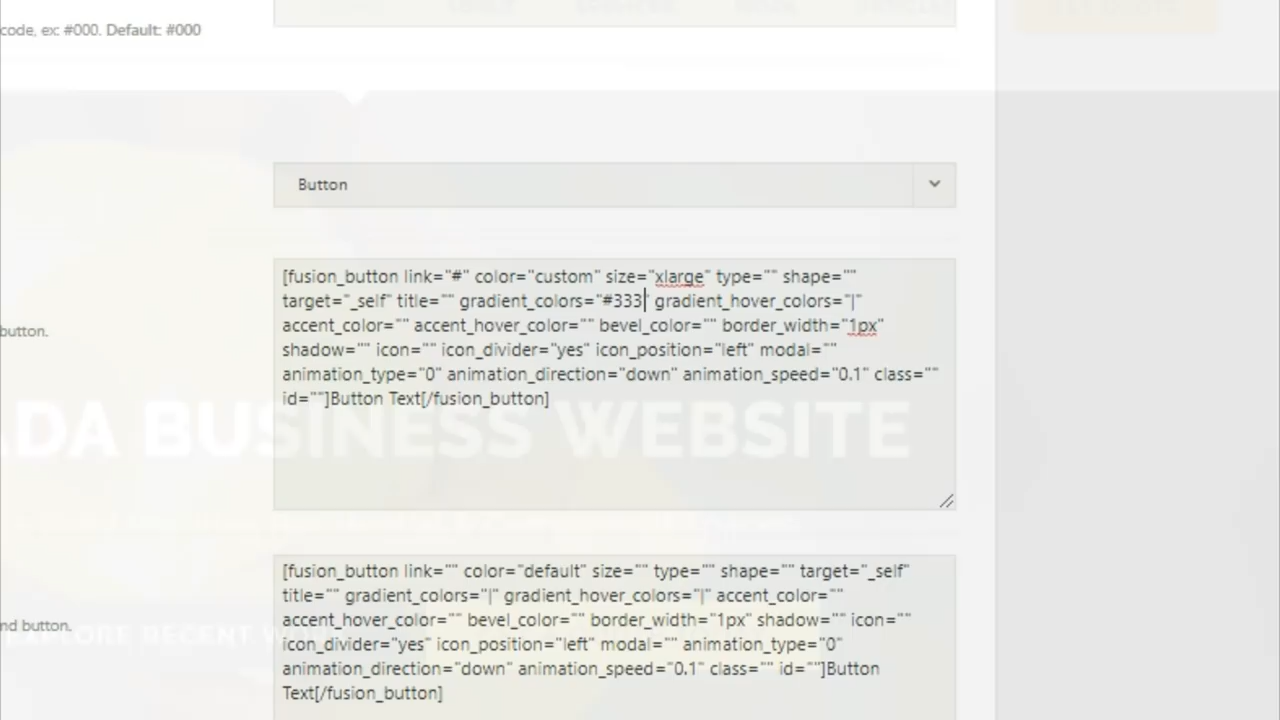 code, ex: #000. Default: #000
Button
[fusion_button link="#" color="custom" size="xlarge" type="" shape=""
target="_self" title="" gradient_colors="#333" gradient_hover_colors="|"
button.
accent_color="" accent_hover_color="" bevel_color="" border_width="1px"
shadow="" icon="" icon_divider="yes" icon_position="left" modal=""
animation_type="0" animation_direction="down" animation_speed="0.1" class=""
id=""]Button Text[/fusion_button]
ADA BUSINESS WEBSITE
[fusion_button link="" color="default" size="" type="" shape="" target="_self"
title="" gradient_colors="|" gradient_hover_colors="|" accent_color=""
nd button.
accent_hover_color="" bevel_color="" border_width="1px" shadow="" icon=""
RECENT
icon_divider="yes" icon_position="left" modal="" animation_type="0"
animation_direction="down" animation_speed="0.1" class="" id=""]Button
Text[/fusion_button]